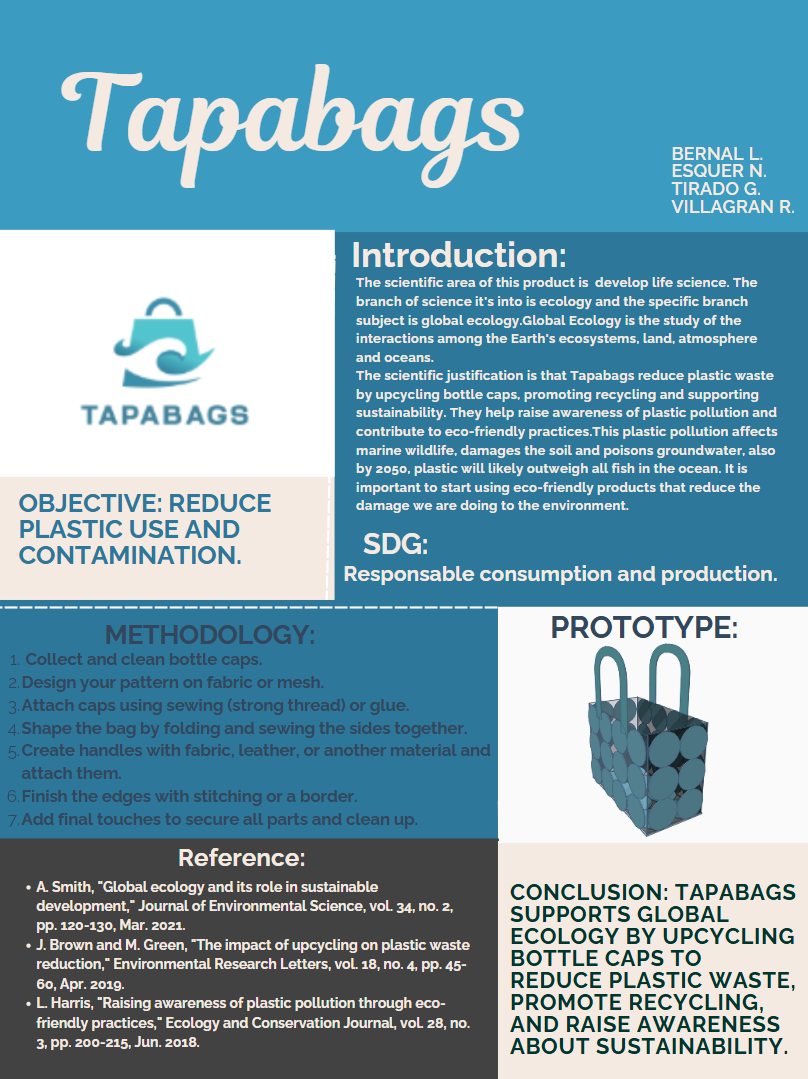 Tapabags
BERNAL L.
ESQUER N.
TIRADO G.
VILLAGRAN R.
TAPABAGS
OBJECTIVE: REDUCE
PLASTIC USE AND
CONTAMINATION.
Introduction:
The scientific area of this product is develop life science. The
branch of science it's into is ecology and the specific branch
subject is global ecology.Global Ecology is the study of the
interactions among the Earth's ecosystems, land, atmosphere
and oceans.
The scientific justification is that Tapabags reduce plastic waste
by upcycling bottle caps, promoting recycling and supporting
sustainability. They help raise awareness of plastic pollution and
contribute to eco-friendly practices.This plastic pollution affects
marine wildlife, damages the soil and poisons groundwater, also
by 2050, plastic will likely outweigh all fish in the ocean. It is
important to start using eco-friendly products that reduce the
damage we are doing to the environment.
SDG:
Responsable consumption and production.
METHODOLOGY:
1. Collect and clean bottle caps.
2. Design your pattern on fabric or mesh.
3. Attach caps using sewing (strong thread) or glue.
4. Shape the bag by folding and sewing the sides together.
5. Create handles with fabric, leather, or another material and
attach them.
6. Finish the edges with stitching or a border.
7. Add final touches to secure all parts and clean up.
PROTOTYPE:
Reference:
• A. Smith, "Global ecology and its role in sustainable
development," Journal of Environmental Science, vol. 34, no. 2,
pp. 120-130, Mar. 2021.
• J. Brown and M. Green, "The impact of upcycling on plastic waste
reduction," Environmental Research Letters, vol. 18, no. 4, pp. 45-
60, Apr. 2019.
• L. Harris, "Raising awareness of plastic pollution through eco-
friendly practices," Ecology and Conservation Journal, vol. 28, no.
3, pp. 200-215, Jun. 2018.
CONCLUSION: TAPABAGS
SUPPORTS GLOBAL
ECOLOGY BY UPCYCLING
BOTTLE CAPS TO
REDUCE PLASTIC WASTE,
PROMOTE RECYCLING,
AND RAISE AWARENESS
ABOUT SUSTAINABILITY.